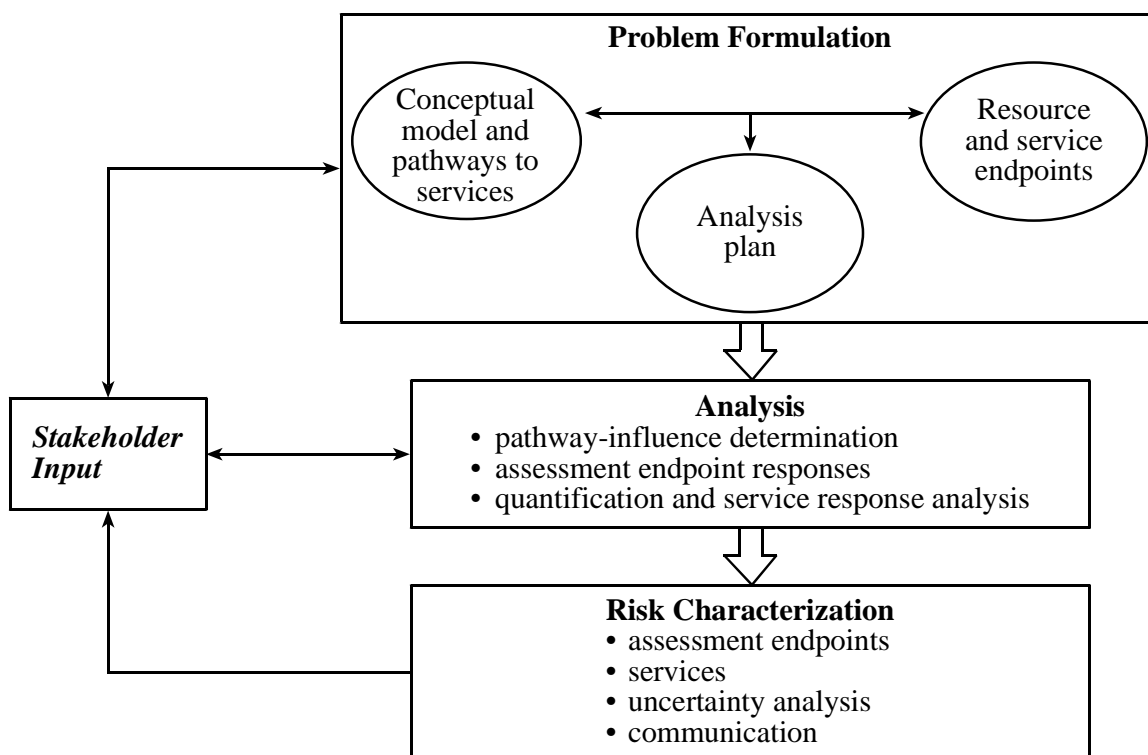 Problem Formulation
Conceptual
model and
pathways to
services
Resource
and service
endpoints
Analysis
plan
Stakeholder
Input
Analysis
• pathway-influence determination
• assessment endpoint responses
• quantification and service response analysis
Risk Characterization
• assessment endpoints
• services
• uncertainty analysis
• communication